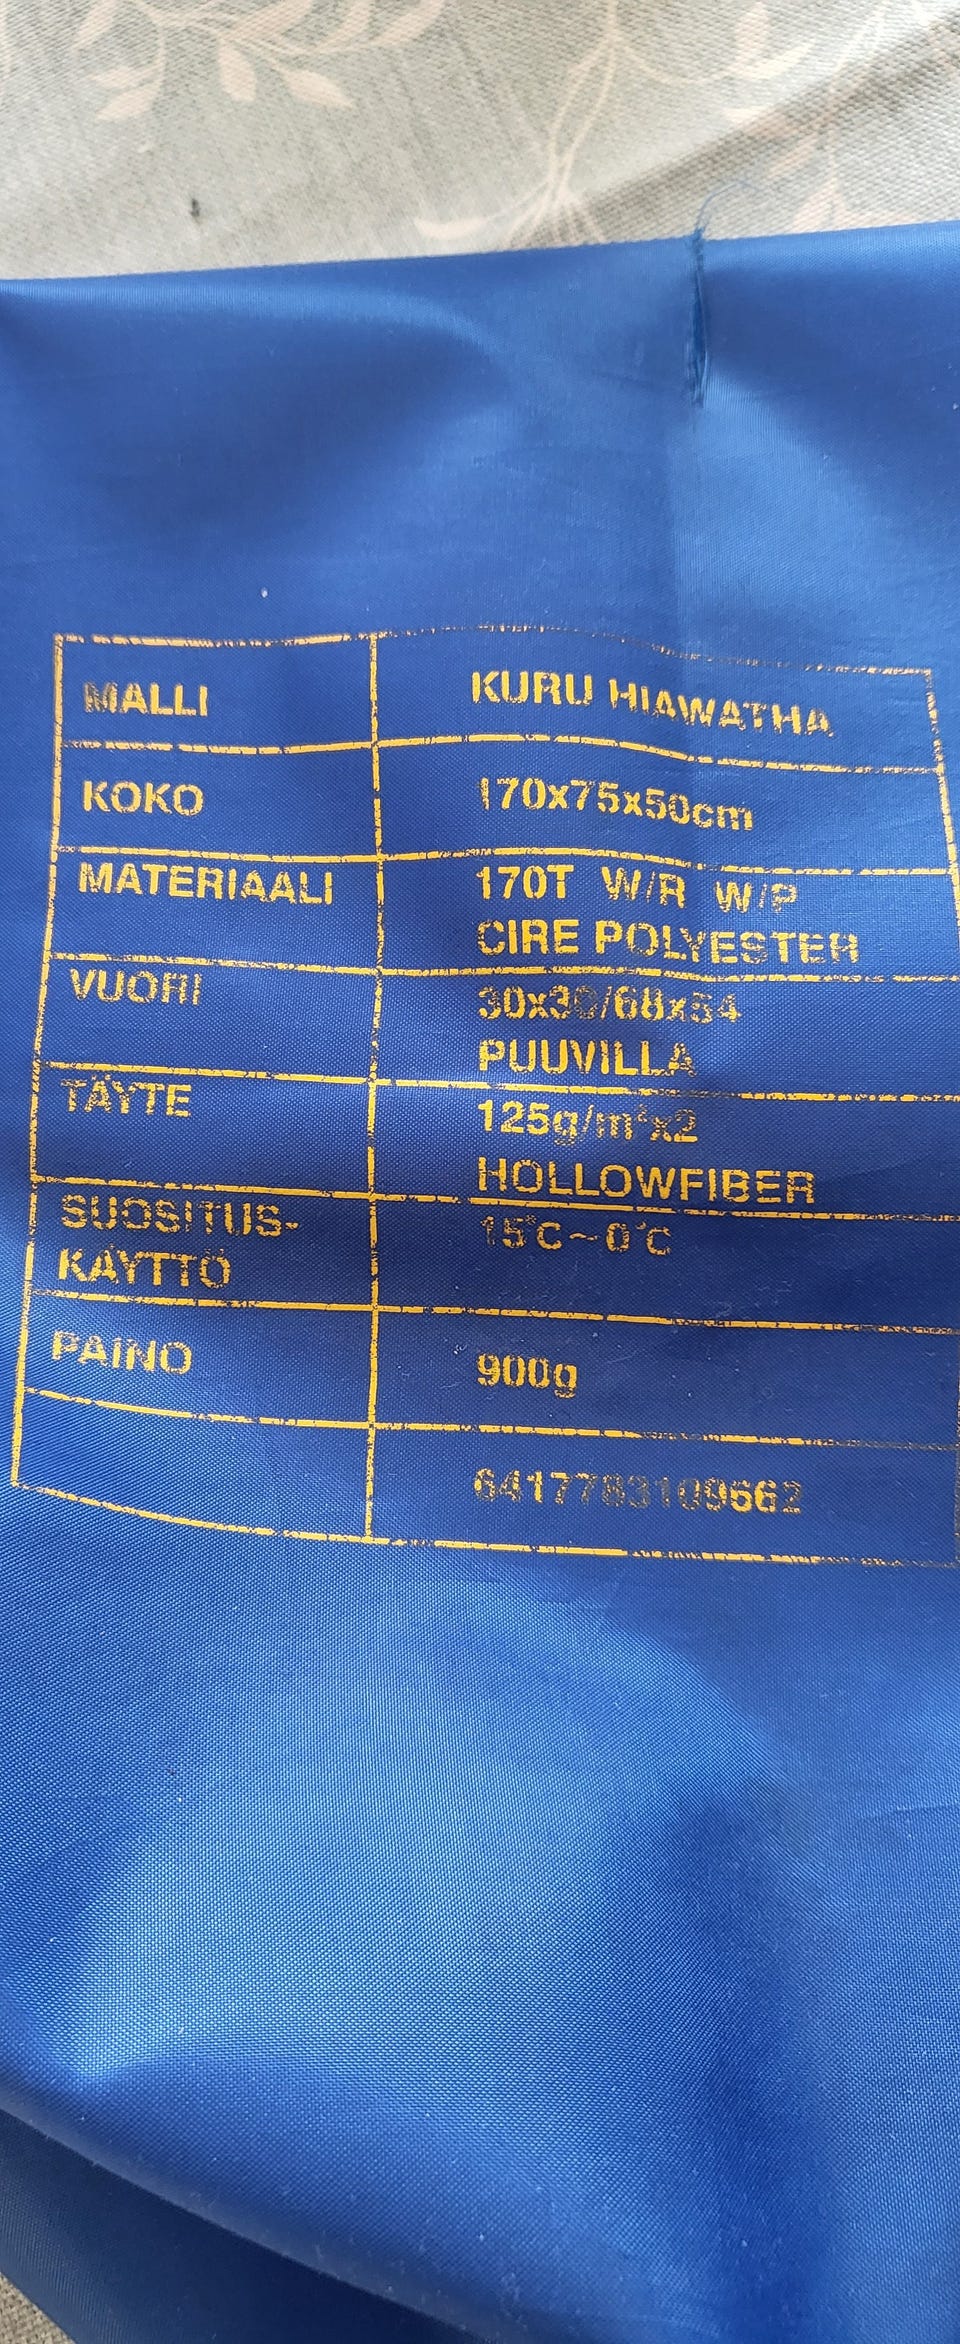 MALLI KURU HIAWATHA
KOKO 170x75x50cm
MATERIAALI 170T W/R W/P
CIRE POLYESTER
VUORI 30x30/68x54
PUUVILLA
TÄYTE 125g/m²x2
HOLLOWFIBER
SUOSITUS- 15°C~0°C
KÄYTTÖ
PAINO 900g
6417783109662